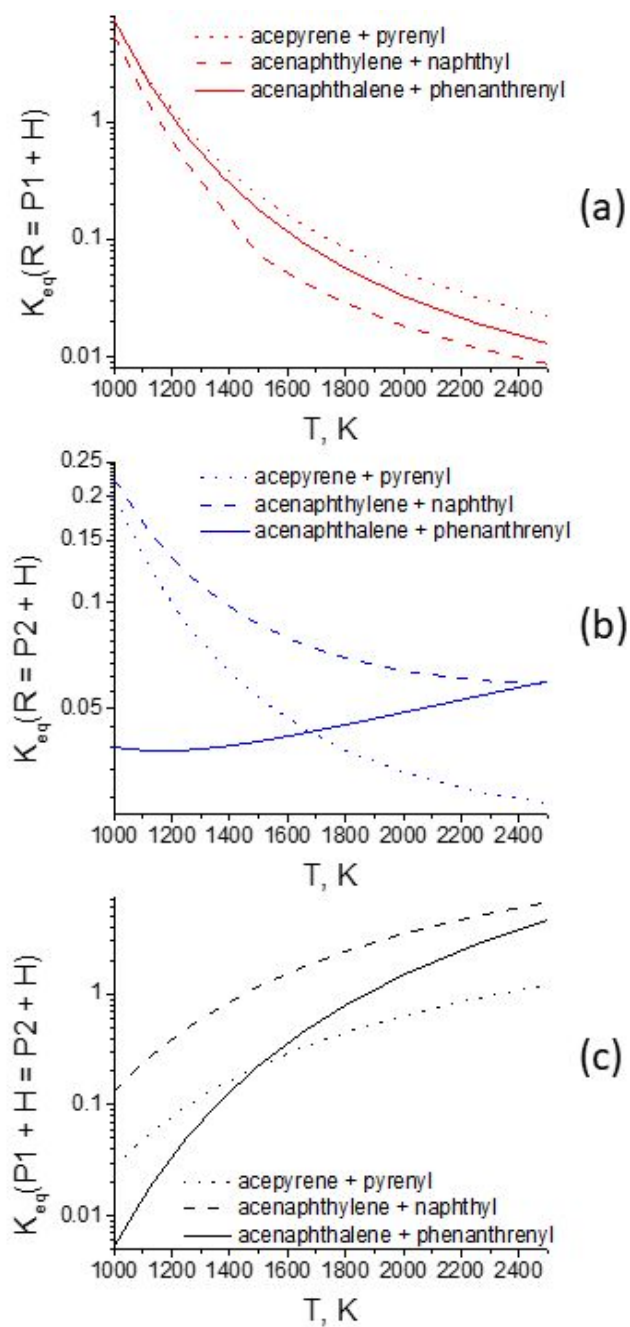 acepyrene + pyrenyl
acenaphthylene + naphthyl
acenaphthalene + phenanthrenyl
1
0.1
0.01
K_eq(R = P1 + H)
(a)
1000 1200 1400 1600 1800 2000 2200 2400
T, K
0.25
0.2
0.15
0.1
0.05
acepyrene + pyrenyl
acenaphthylene + naphthyl
acenaphthalene + phenanthrenyl
K_eq(R = P2 + H)
(b)
1000 1200 1400 1600 1800 2000 2200 2400
T, K
1
0.1
0.01
K_eq(P1 + H = P2 + H)
(c)
acepyrene + pyrenyl
acenaphthylene + naphthyl
acenaphthalene + phenanthrenyl
1000 1200 1400 1600 1800 2000 2200 2400
T, K